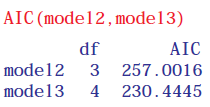 AIC(model2,model3)
df AIC
model2 3 257.0016
model3 4 230.4445